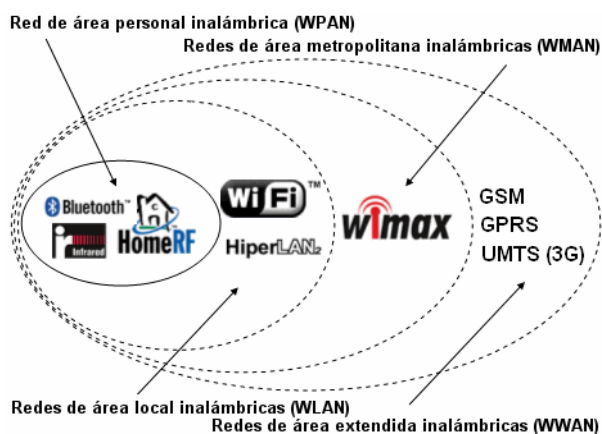 Red de área personal inalámbrica (WPAN)
Redes de área metropolitana inalámbricas (WMAN)
Bluetooth™
ir
Infrared
HomeRF
Wi Fi™
HiperLAN2
wimax
GSM
GPRS
UMTS (3G)
Redes de área local inalámbricas (WLAN)
Redes de área extendida inalámbricas (WWAN)